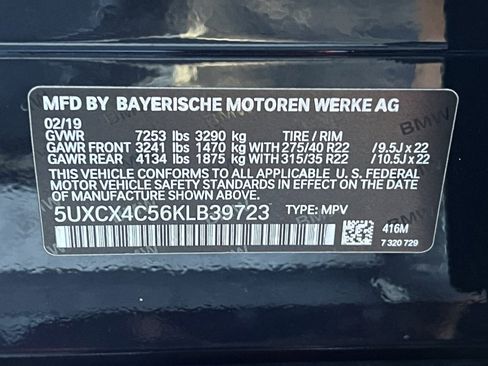 MFD BY BAYERISCHE MOTOREN WERKE AG
02/19
GVWR 7253 lbs 3290 kg TIRE / RIM
GAWR FRONT 3241 lbs 1470 kg WITH 275/40 R22 / 9.5J x 22
GAWR REAR 4134 lbs 1875 kg WITH 315/35 R22 / 10.5J x 22
THIS VEHICLE CONFORMS TO ALL APPLICABLE U. S. FEDERAL
MOTOR VEHICLE SAFETY STANDARDS IN EFFECT ON THE DATE
OF MANUFACTURE SHOWN ABOVE.
5UXCX4C56KLB39723 TYPE: MPV
416M
7 320 729